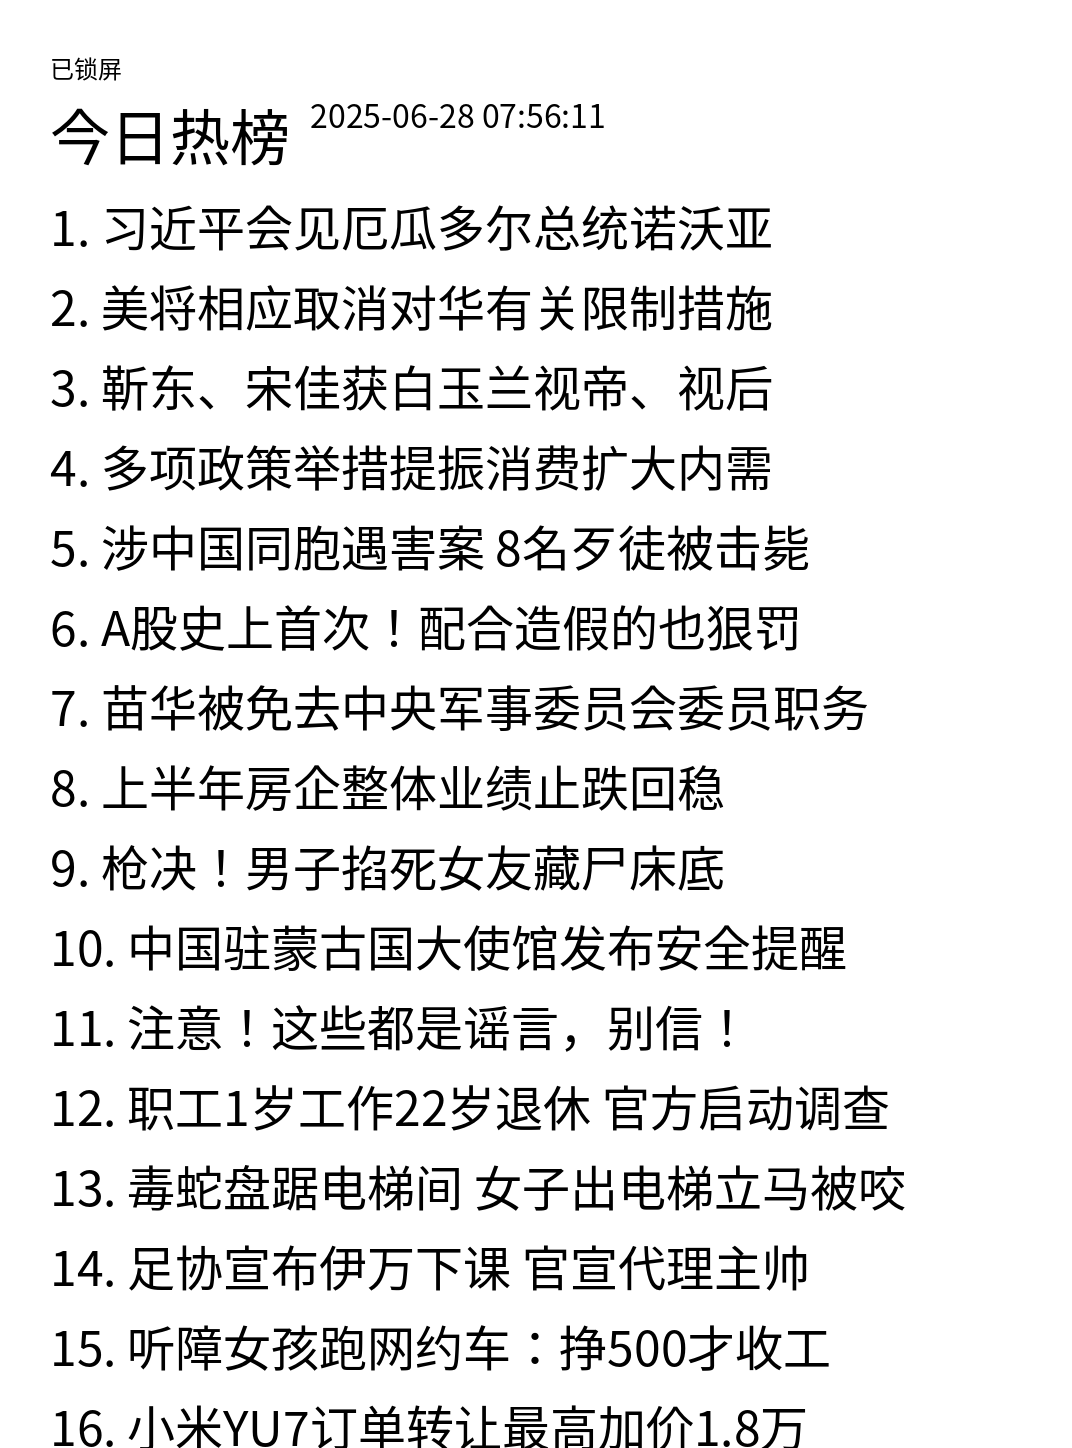 已锁屏
今日热榜 2025-06-28 07:56:11
1. 习近平会见厄瓜多尔总统诺沃亚
2. 美将相应取消对华有关限制措施
3. 靳东、宋佳获白玉兰视帝、视后
4. 多项政策举措提振消费扩大内需
5. 涉中国同胞遇害案 8名歹徒被击毙
6. A股史上首次！配合造假的也狠罚
7. 苗华被免去中央军事委员会委员职务
8. 上半年房企整体业绩止跌回稳
9. 枪决！男子掐死女友藏尸床底
10. 中国驻蒙古国大使馆发布安全提醒
11. 注意！这些都是谣言，别信！
12. 职工1岁工作22岁退休 官方启动调查
13. 毒蛇盘踞电梯间 女子出电梯立马被咬
14. 足协宣布伊万下课 官宣代理主帅
15. 听障女孩跑网约车：挣500才收工
16. 小米YU7订单转让最高加价1.8万